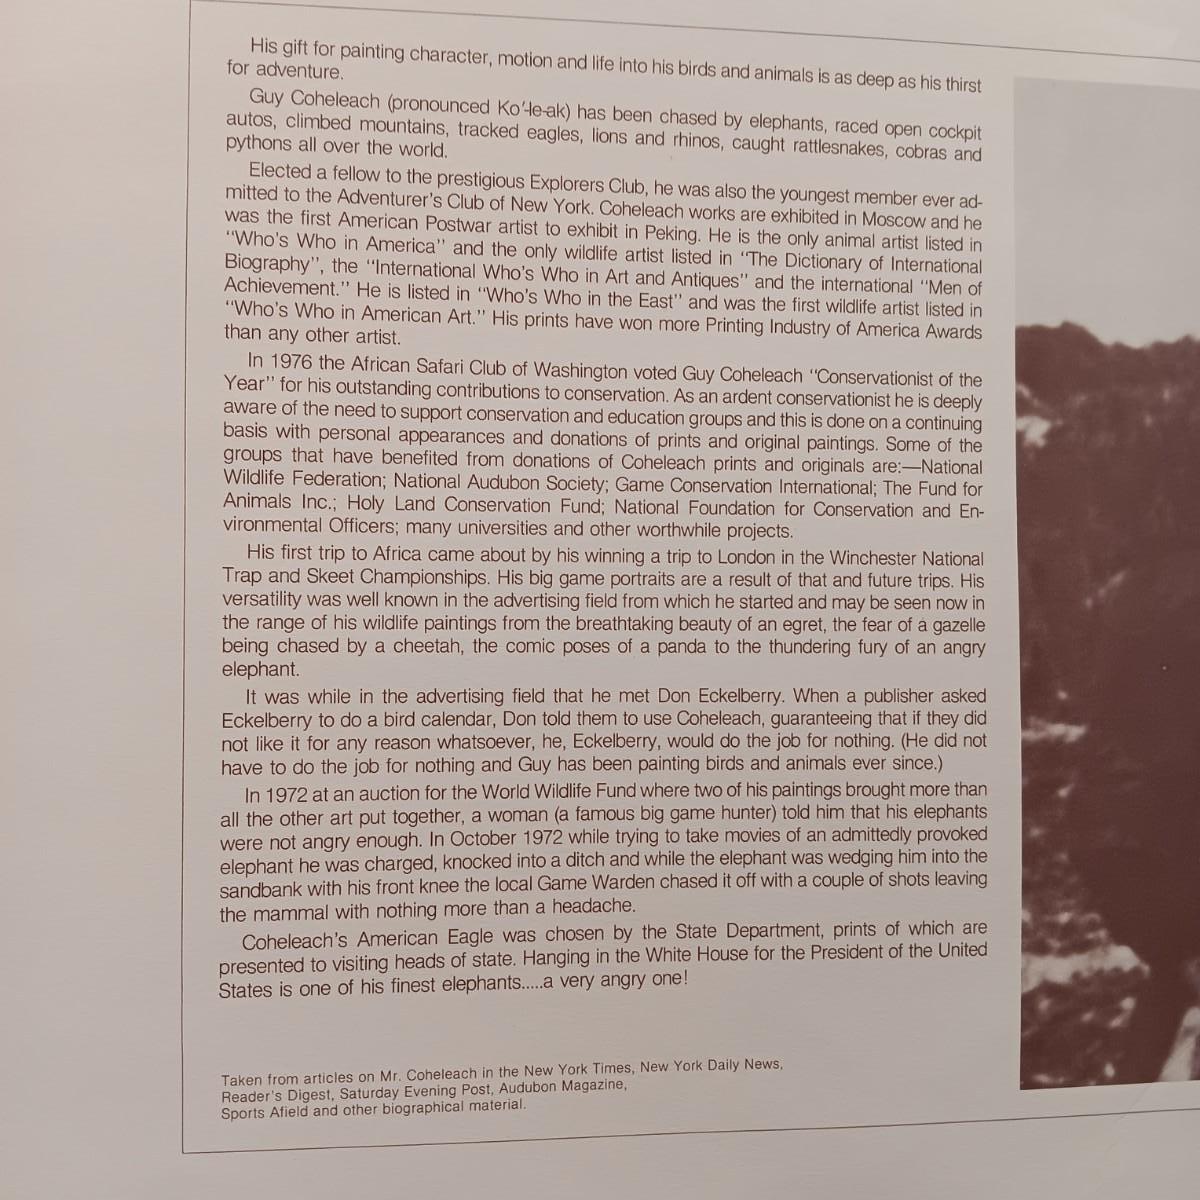 His gift for painting character, motion and life into his birds and animals is as deep as his thirst
for adventure.
Guy Coheleach (pronounced Ko'-le-ak) has been chased by elephants, raced open cockpit
autos, climbed mountains, tracked eagles, lions and rhinos, caught rattlesnakes, cobras and
pythons all over the world.
Elected a fellow to the prestigious Explorers Club, he was also the youngest member ever ad-
mitted to the Adventurer's Club of New York. Coheleach works are exhibited in Moscow and he
was the first American Postwar artist to exhibit in Peking. He is the only animal artist listed in
"Who's Who in America" and the only wildlife artist listed in "The Dictionary of International
Biography", the "International Who's Who in Art and Antiques" and the international "Men of
Achievement." He is listed in "Who's Who in the East" and was the first wildlife artist listed in
"Who's Who in American Art." His prints have won more Printing Industry of America Awards
than any other artist.
In 1976 the African Safari Club of Washington voted Guy Coheleach "Conservationist of the
Year" for his outstanding contributions to conservation. As an ardent conservationist he is deeply
aware of the need to support conservation and education groups and this is done on a continuing
basis with personal appearances and donations of prints and original paintings. Some of the
groups that have benefited from donations of Coheleach prints and originals are:—National
Wildlife Federation; National Audubon Society; Game Conservation International; The Fund for
Animals Inc.; Holy Land Conservation Fund; National Foundation for Conservation and En-
vironmental Officers; many universities and other worthwhile projects.
His first trip to Africa came about by his winning a trip to London in the Winchester National
Trap and Skeet Championships. His big game portraits are a result of that and future trips. His
versatility was well known in the advertising field from which he started and may be seen now in
the range of his wildlife paintings from the breathtaking beauty of an egret, the fear of a gazelle
being chased by a cheetah, the comic poses of a panda to the thundering fury of an angry
elephant.
It was while in the advertising field that he met Don Eckelberry. When a publisher asked
Eckelberry to do a bird calendar, Don told them to use Coheleach, guaranteeing that if they did
not like it for any reason whatsoever, he, Eckelberry, would do the job for nothing. (He did not
have to do the job for nothing and Guy has been painting birds and animals ever since.)
In 1972 at an auction for the World Wildlife Fund where two of his paintings brought more than
all the other art put together, a woman (a famous big game hunter) told him that his elephants
were not angry enough. In October 1972 while trying to take movies of an admittedly provoked
elephant he was charged, knocked into a ditch and while the elephant was wedging him into the
sandbank with his front knee the local Game Warden chased it off with a couple of shots leaving
the mammal with nothing more than a headache.
Coheleach's American Eagle was chosen by the State Department, prints of which are
presented to visiting heads of state. Hanging in the White House for the President of the United
States is one of his finest elephants.....a very angry one!
Taken from articles on Mr. Coheleach in the New York Times, New York Daily News,
Reader's Digest, Saturday Evening Post, Audubon Magazine,
Sports Afield and other biographical material.